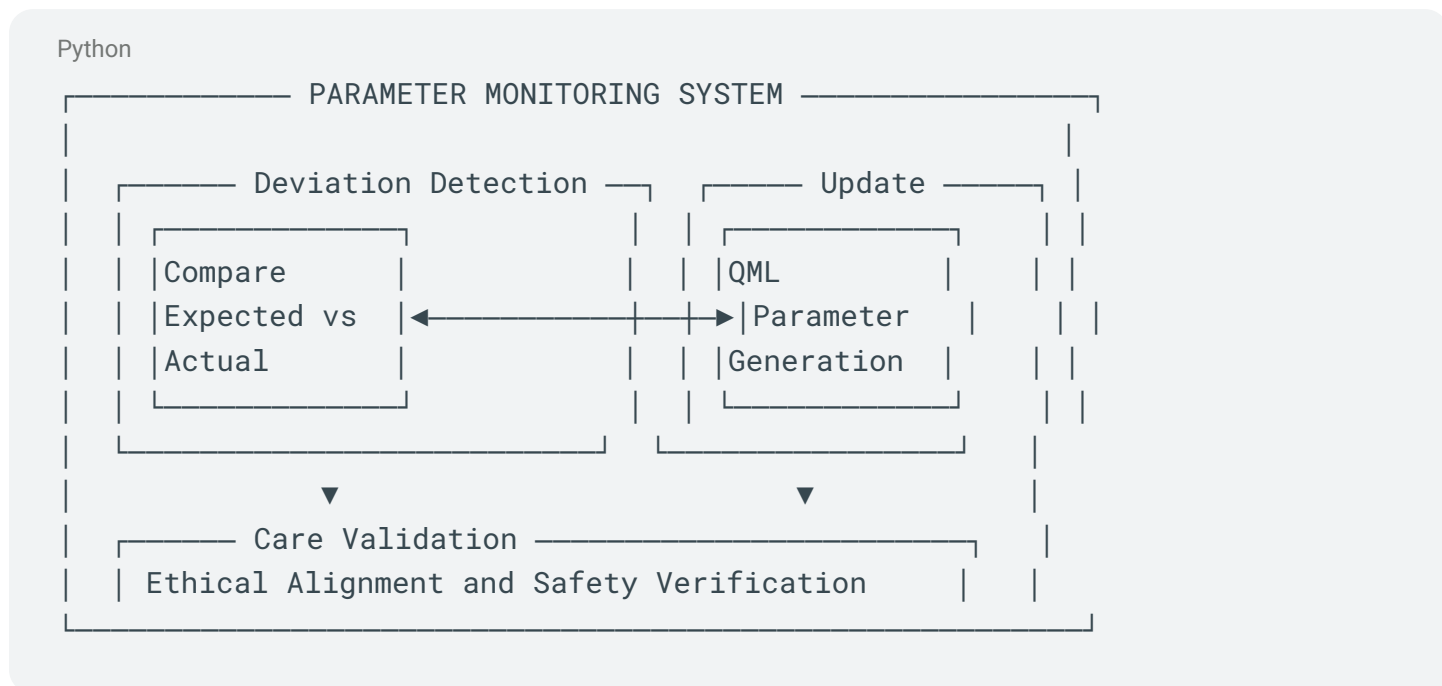 Python
PARAMETER MONITORING SYSTEM
Deviation Detection Update
Compare QML
Expected vs Parameter
Actual Generation
Care Validation
Ethical Alignment and Safety Verification